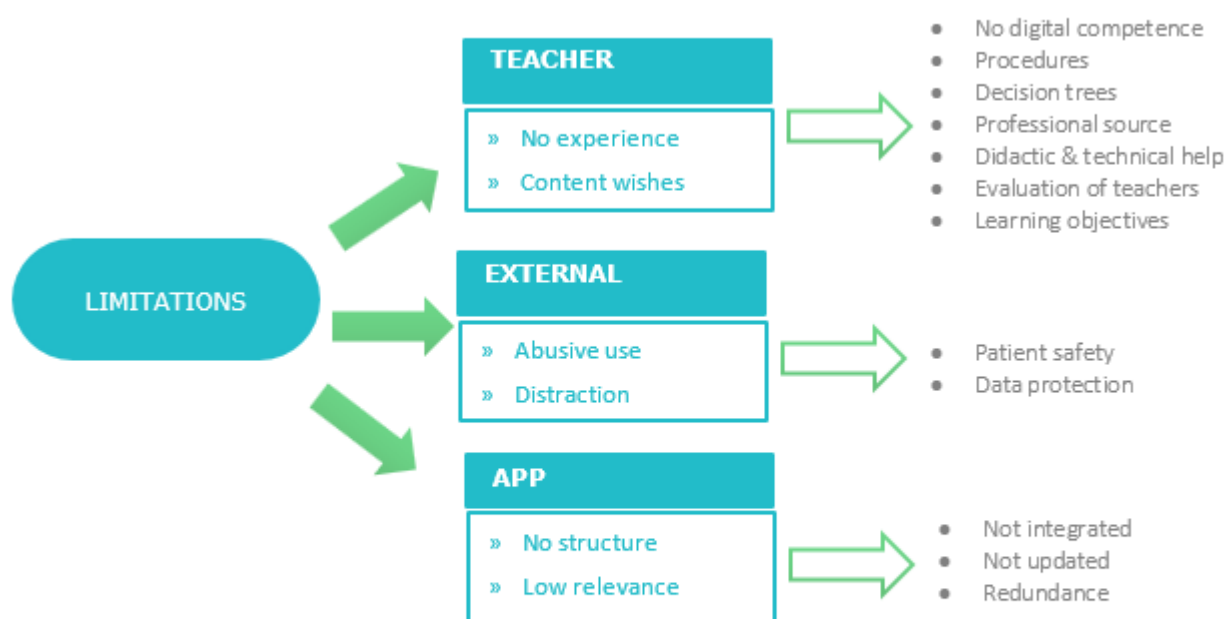 LIMITATIONS
TEACHER
» No experience
» Content wishes
● No digital competence
● Procedures
● Decision trees
● Professional source
● Didactic & technical help
● Evaluation of teachers
● Learning objectives
EXTERNAL
» Abusive use
» Distraction
● Patient safety
● Data protection
APP
» No structure
» Low relevance
● Not integrated
● Not updated
● Redundance